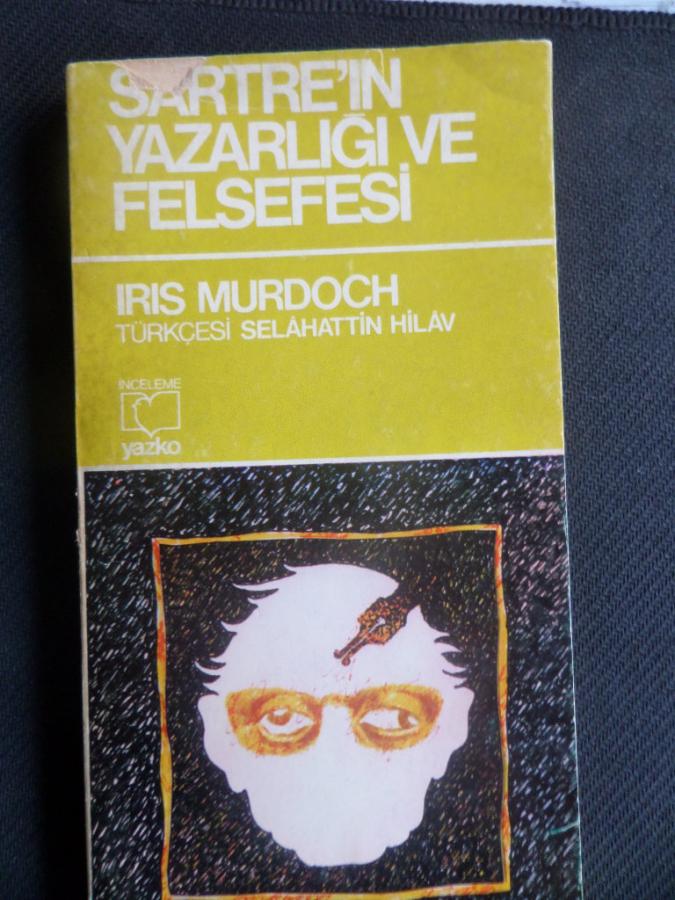 SARTRE'IN
YAZARLIĞI VE
FELSEFESİ
IRIS MURDOCH
TÜRKÇESİ SELÂHATTİN HİLÂV
İNCELEME
yazko